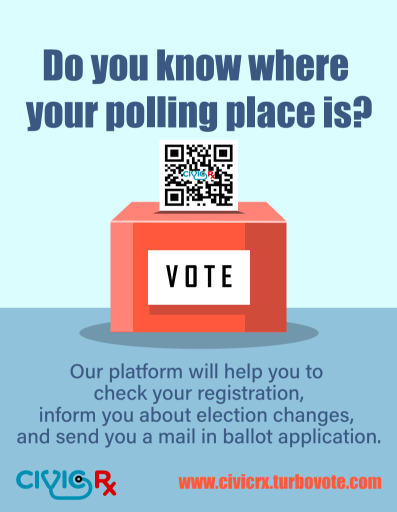 Do you know where
your polling place is?
CIVIC Rx
VOTE
Our platform will help you to
check your registration,
inform you about election changes,
and send you a mail in ballot application.
CIVIC Rx
www.civicrx.turbovote.com